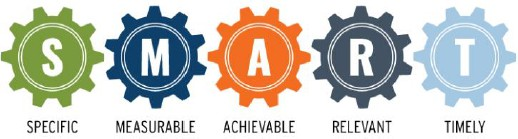 S M A R T
SPECIFIC MEASURABLE ACHIEVABLE RELEVANT TIMELY